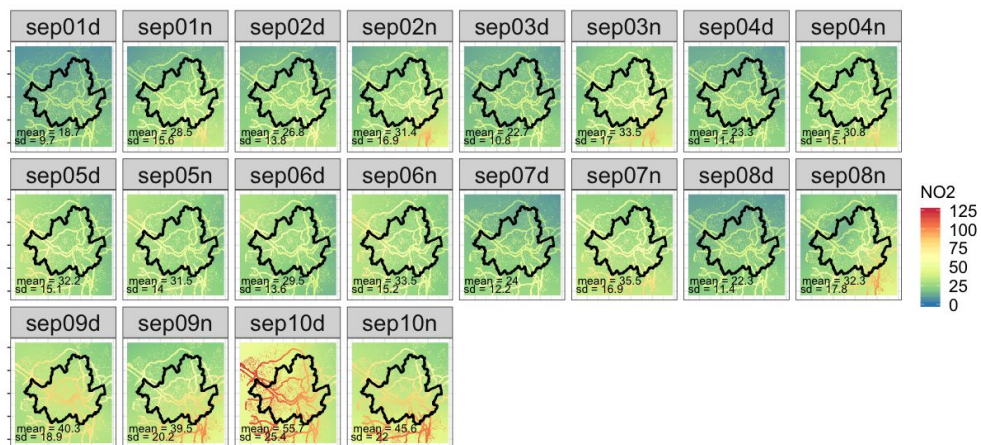 sep01d sep01n sep02d sep02n sep03d sep03n sep04d sep04n
mean = 18.7 mean = 28.5 mean = 26.8 mean = 31.4 mean = 22.7 mean = 33.5 mean = 23.3 mean = 30.8
sd = 9.7 sd = 15.6 sd = 13.8 sd = 16.9 sd = 10.8 sd = 17 sd = 11.4 sd = 15.1
sep05d sep05n sep06d sep06n sep07d sep07n sep08d sep08n
mean = 32.2 mean = 31.5 mean = 29.5 mean = 33.5 mean = 24 mean = 35.5 mean = 22.3 mean = 32.3
sd = 15.1 sd = 14 sd = 13.6 sd = 15.2 sd = 12.2 sd = 16.9 sd = 11.4 sd = 17.8
NO2
125
100
75
50
25
0
sep09d sep09n sep10d sep10n
mean = 40.3 mean = 39.5 mean = 55.7 mean = 45.6
sd = 18.9 sd = 20.2 sd = 25.4 sd = 22